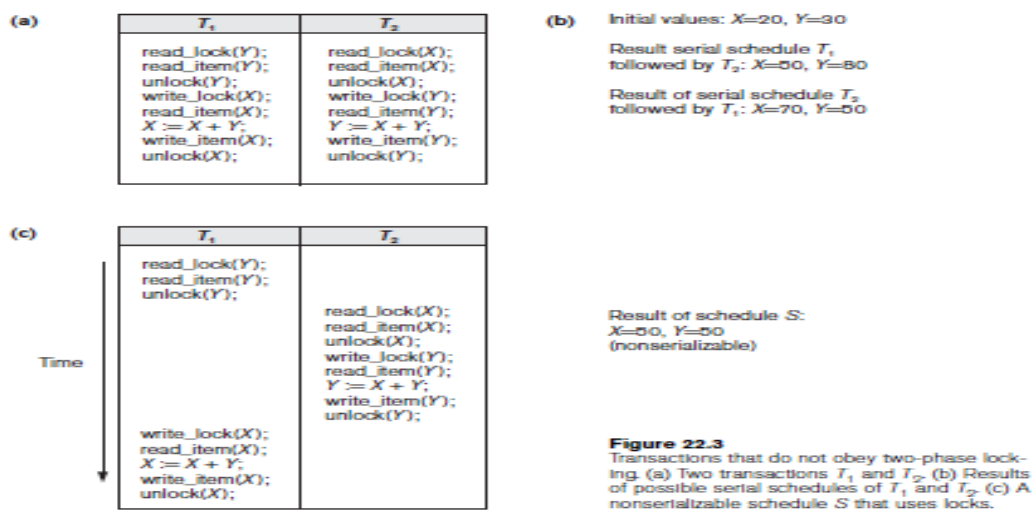 (a)
T₁ T₂
read_lock(Y); read_lock(X);
read_item(Y); read_item(X);
unlock(Y); unlock(X);
write_lock(X); write_lock(Y);
read_item(X); read_item(Y);
X := X + Y; Y := X + Y;
write_item(X); write_item(Y);
unlock(X); unlock(Y);
(b)
Initial values: X=20, Y=30
Result serial schedule T₁
followed by T₂: X=50, Y=80
Result of serial schedule T₂
followed by T₁: X=70, Y=50
(c)
T₁ T₂
Time
read_lock(Y);
read_item(Y);
unlock(Y);
read_lock(X);
read_item(X);
unlock(X);
write_lock(Y);
read_item(Y);
Y := X + Y;
write_item(Y);
unlock(Y);
write_lock(X);
read_item(X);
X := X + Y;
write_item(X);
unlock(X);
Result of schedule S:
X=50, Y=50
(nonserializable)
Figure 22.3
Transactions that do not obey two-phase lock-
ing. (a) Two transactions T₁ and T₂. (b) Results
of possible serial schedules of T₁ and T₂. (c) A
nonserializable schedule S that uses locks.